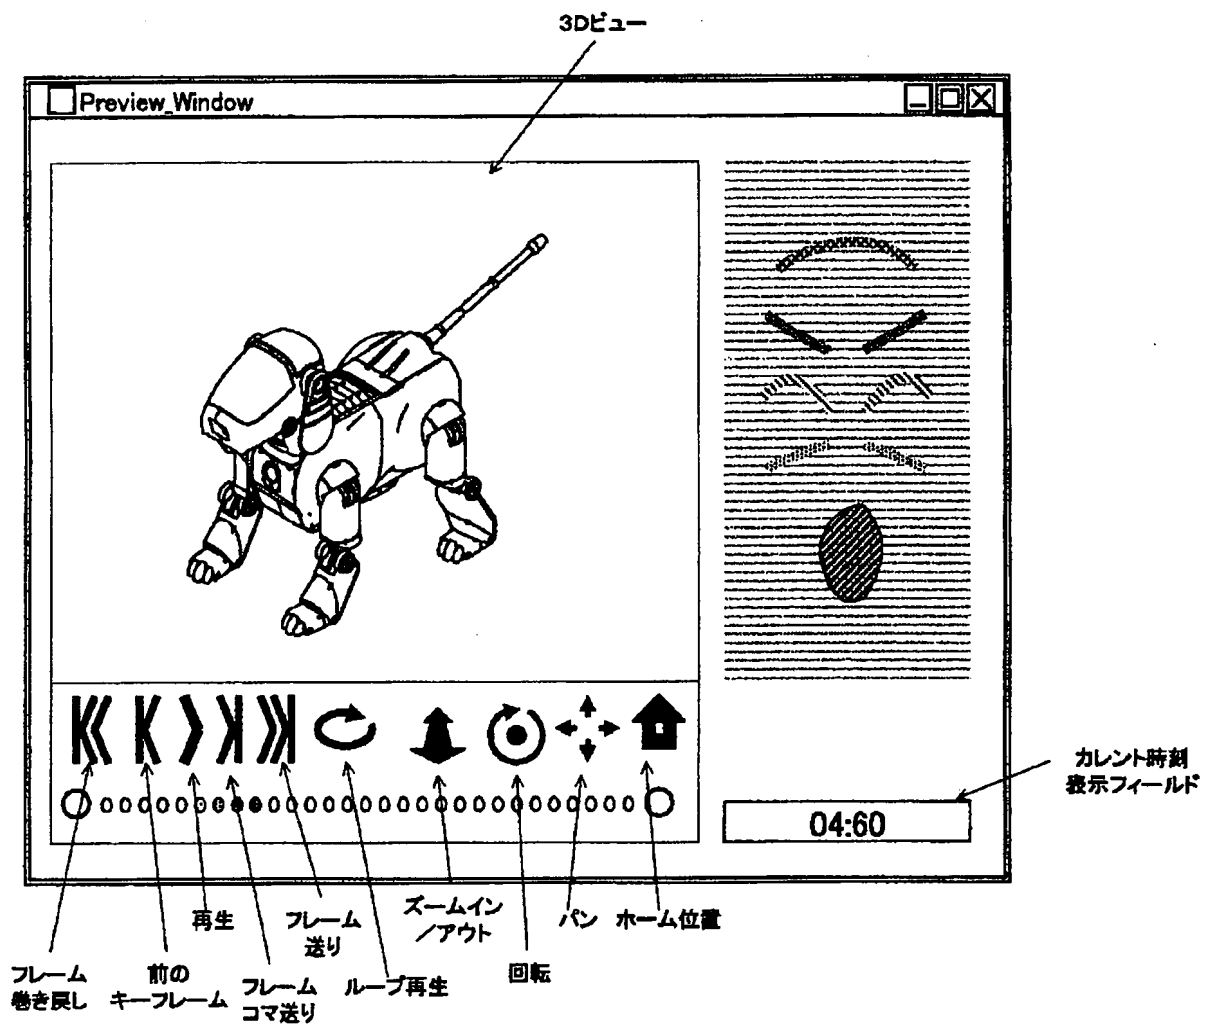 3Dビュー
Preview_Window
カレント時刻
表示フィールド
04:60
再生
フレーム
送り
ズームイン
／アウト
パン
ホーム位置
フレーム
巻き戻し
前の
キーフレーム
フレーム
コマ送り
ループ再生
回転